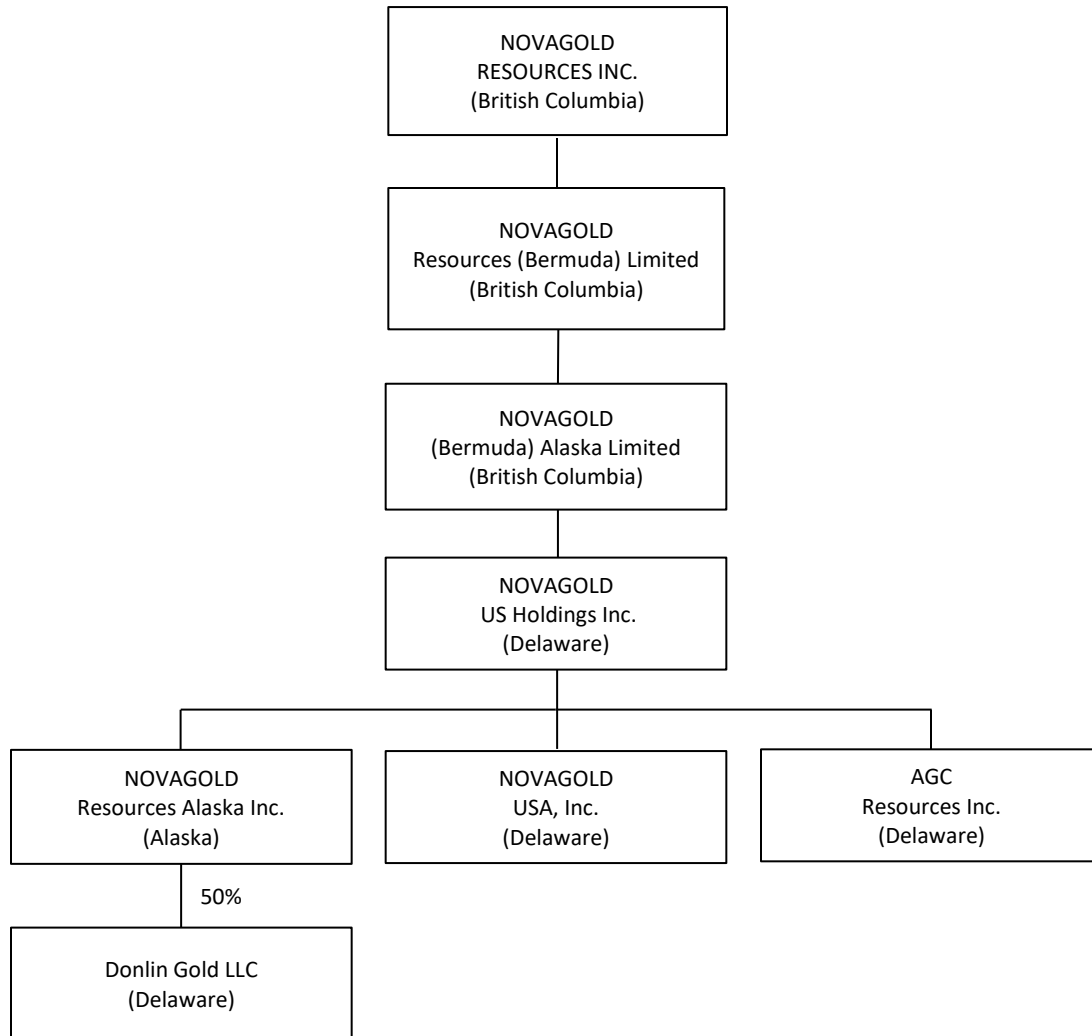 NOVAGOLD
RESOURCES INC.
(British Columbia)
NOVAGOLD
Resources (Bermuda) Limited
(British Columbia)
NOVAGOLD
(Bermuda) Alaska Limited
(British Columbia)
NOVAGOLD
US Holdings Inc.
(Delaware)
NOVAGOLD
Resources Alaska Inc.
(Alaska)
NOVAGOLD
USA, Inc.
(Delaware)
AGC
Resources Inc.
(Delaware)
50%
Donlin Gold LLC
(Delaware)